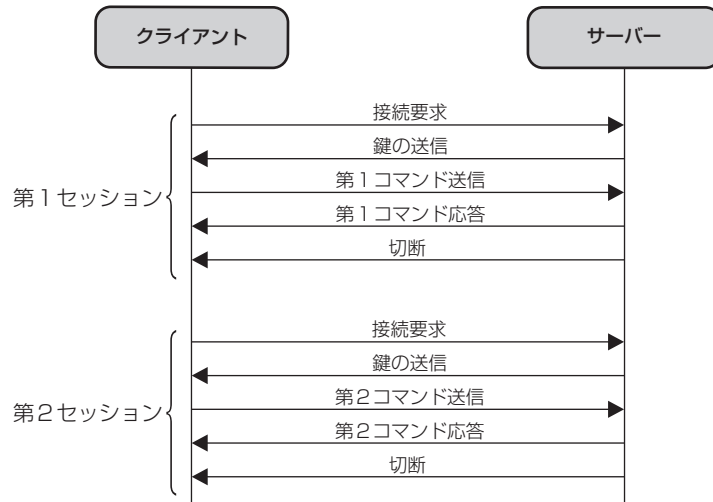 クライアント
サーバー
第1セッション
接続要求
鍵の送信
第1コマンド送信
第1コマンド応答
切断
第2セッション
接続要求
鍵の送信
第2コマンド送信
第2コマンド応答
切断